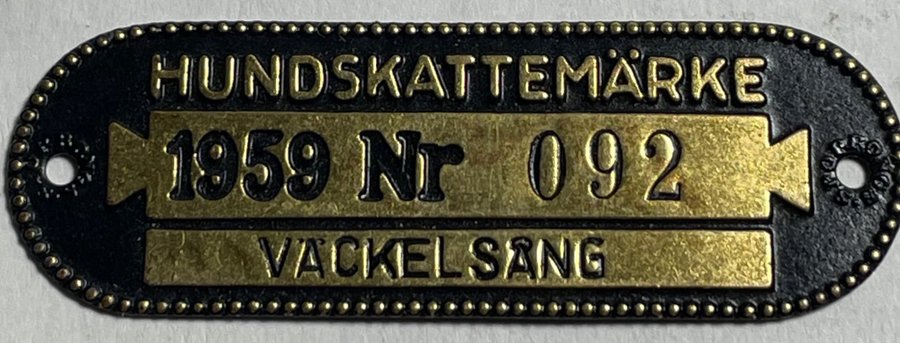 HUNDSKATTEMÄRKE
1959 Nr 092
VÄCKELSÅNG